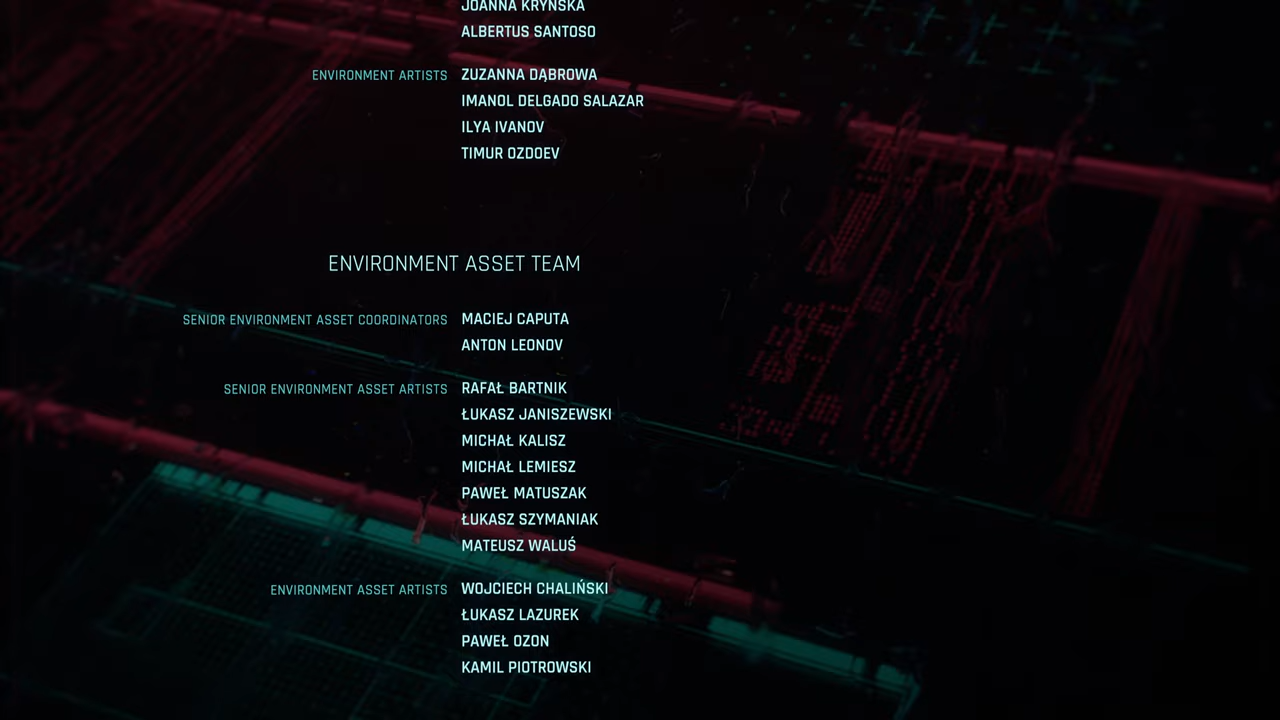 JOANNA KRYŃSKA
ALBERTUS SANTOSO
ENVIRONMENT ARTISTS ZUZANNA DĄBROWA
IMANOL DELGADO SALAZAR
ILYA IVANOV
TIMUR OZDOEV
ENVIRONMENT ASSET TEAM
SENIOR ENVIRONMENT ASSET COORDINATORS MACIEJ CAPUTA
ANTON LEONOV
SENIOR ENVIRONMENT ASSET ARTISTS RAFAŁ BARTNIK
ŁUKASZ JANISZEWSKI
MICHAŁ KALISZ
MICHAŁ LEMIESZ
PAWEŁ MATUSZAK
ŁUKASZ SZYMANIAK
MATEUSZ WALUŚ
ENVIRONMENT ASSET ARTISTS WOJCIECH CHALIŃSKI
ŁUKASZ LAZUREK
PAWEŁ OZON
KAMIL PIOTROWSKI